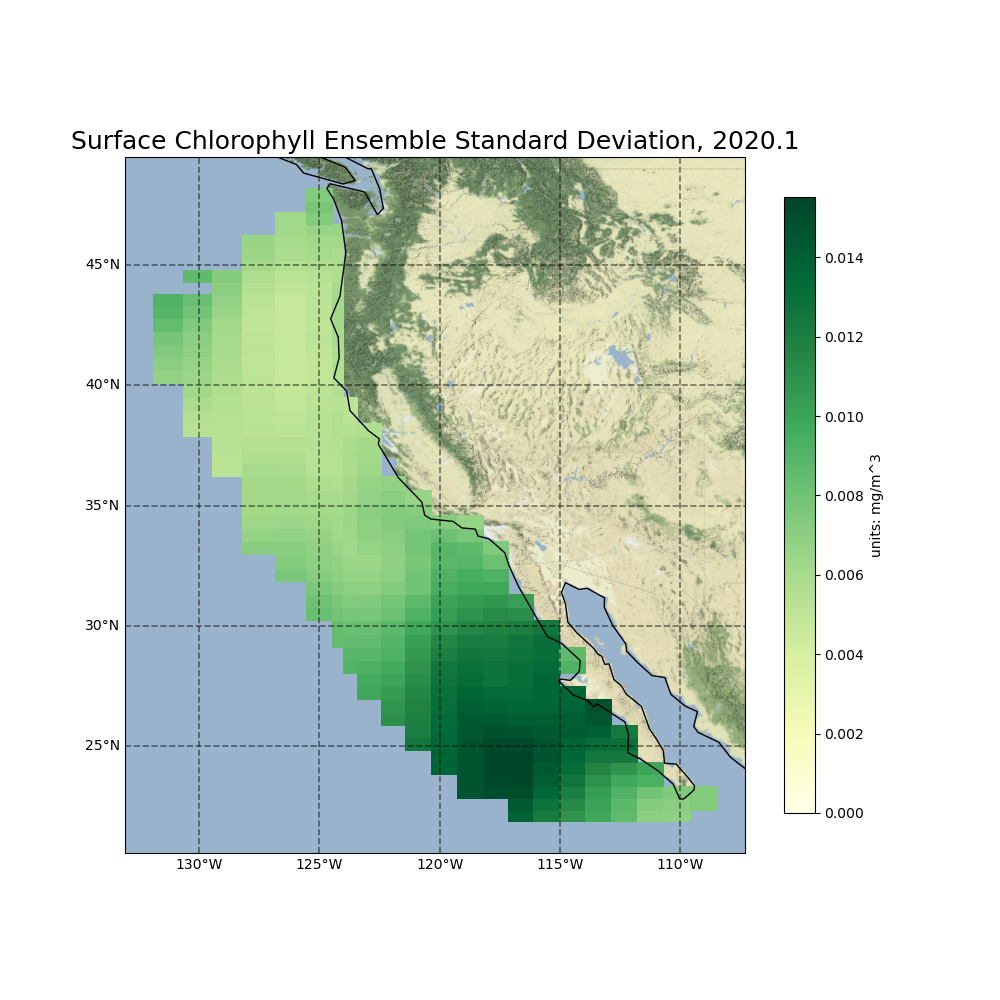 Surface Chlorophyll Ensemble Standard Deviation, 2020.1
45°N
40°N
35°N
30°N
25°N
130°W
125°W
120°W
115°W
110°W
0.014
0.012
0.010
0.008
0.006
0.004
0.002
0.000
units: mg/m^3